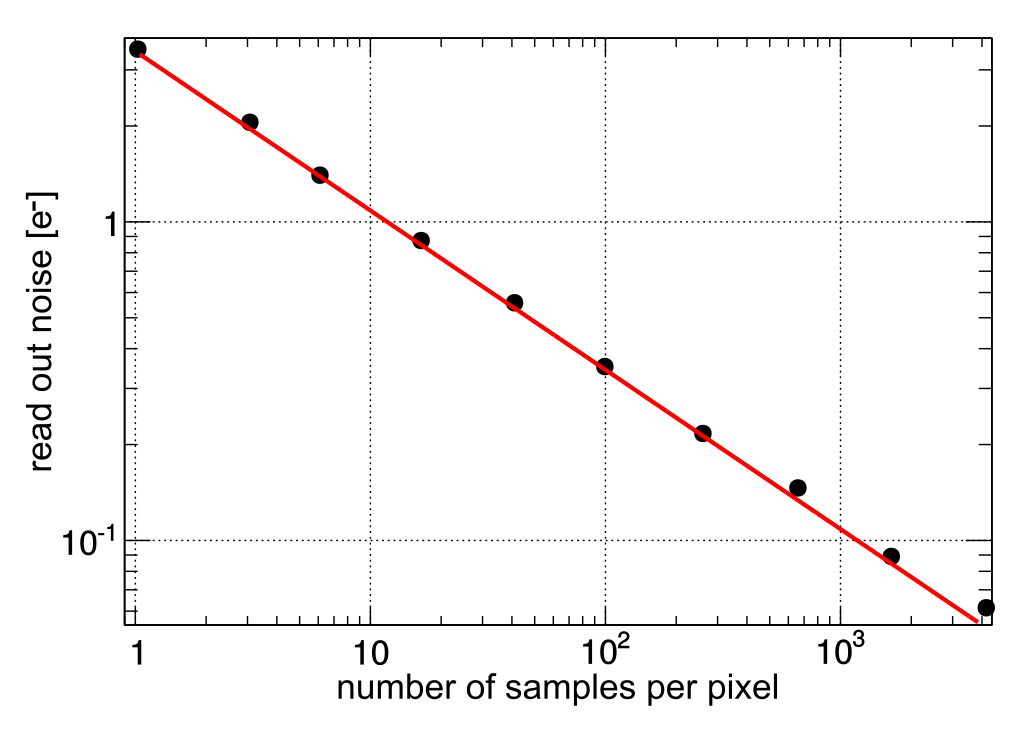 read out noise [e⁻]
1
10⁻¹
1 10 10² 10³
number of samples per pixel